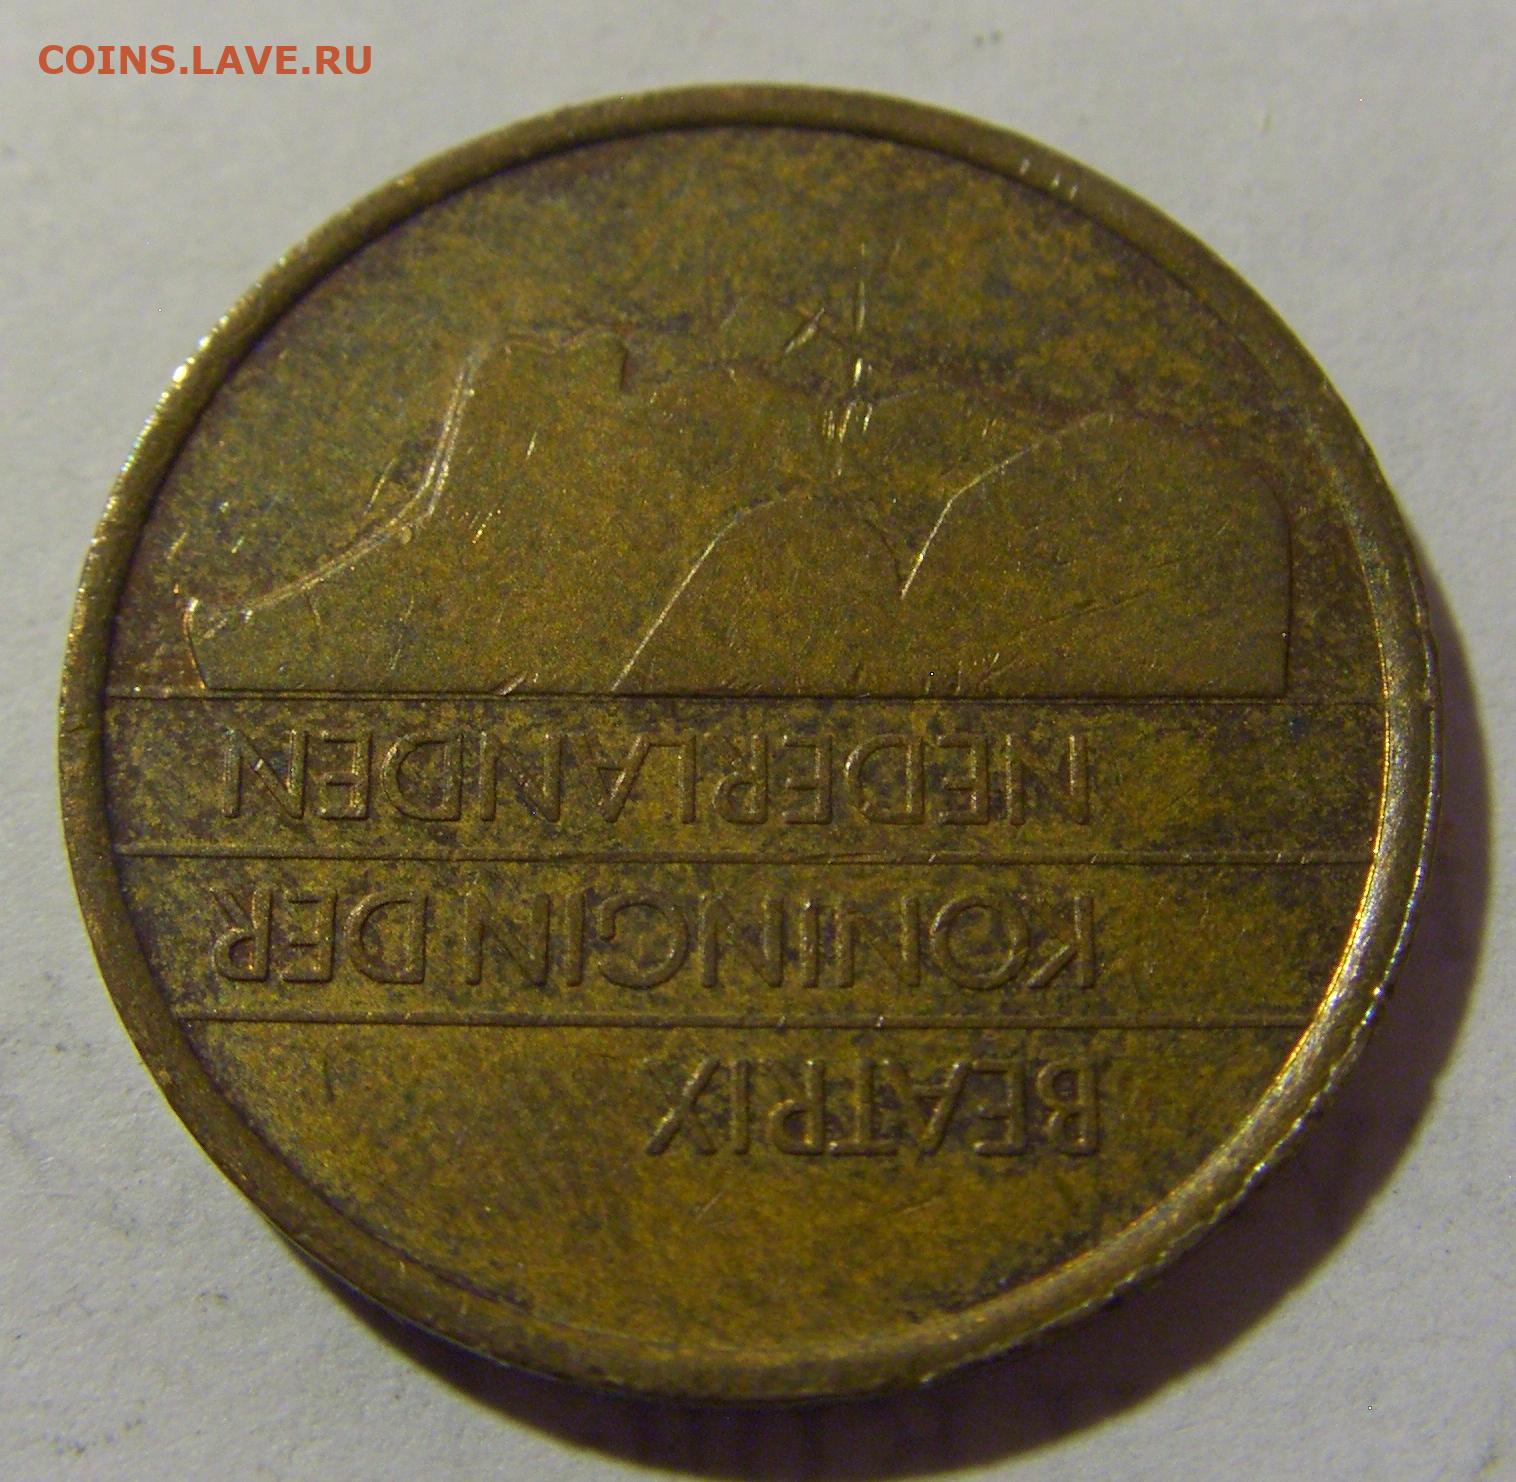 COINS.LAVE.RU
BEATRIX
KONINGIN DER
NEDERLANDEN